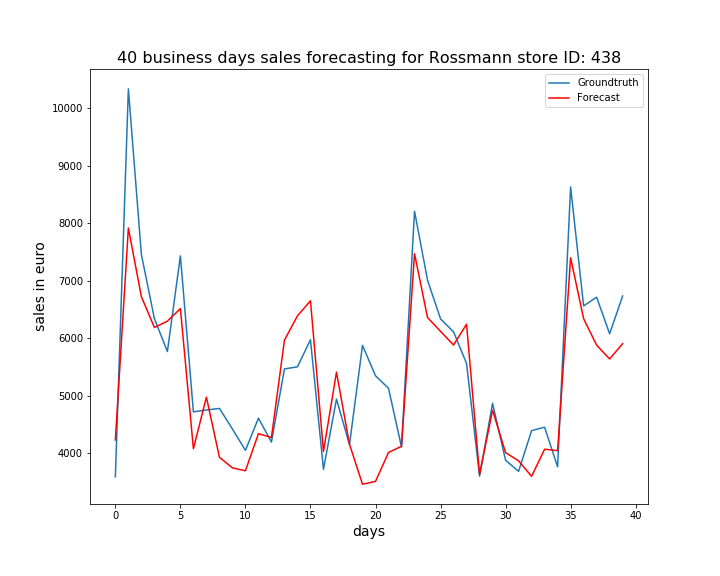 40 business days sales forecasting for Rossmann store ID: 438
Groundtruth
Forecast
10000
9000
8000
7000
6000
5000
4000
sales in euro
0 5 10 15 20 25 30 35 40
days